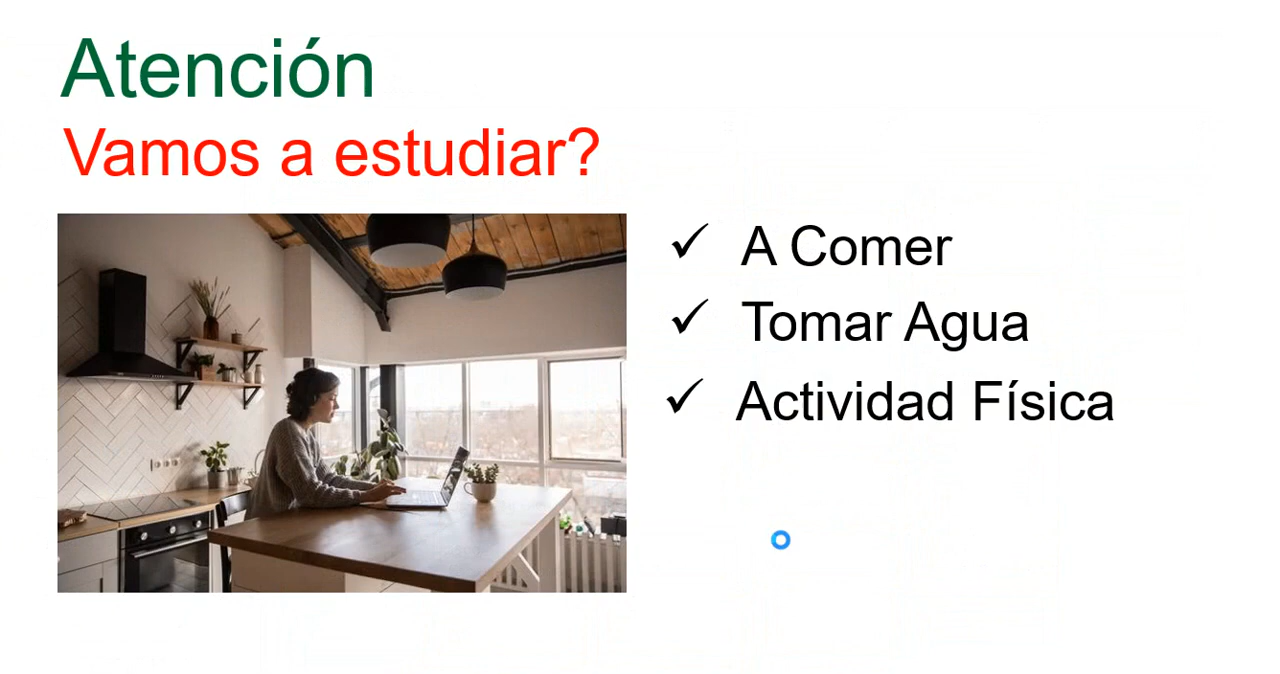 Atención
Vamos a estudiar?
✓ A Comer
✓ Tomar Agua
✓ Actividad Física